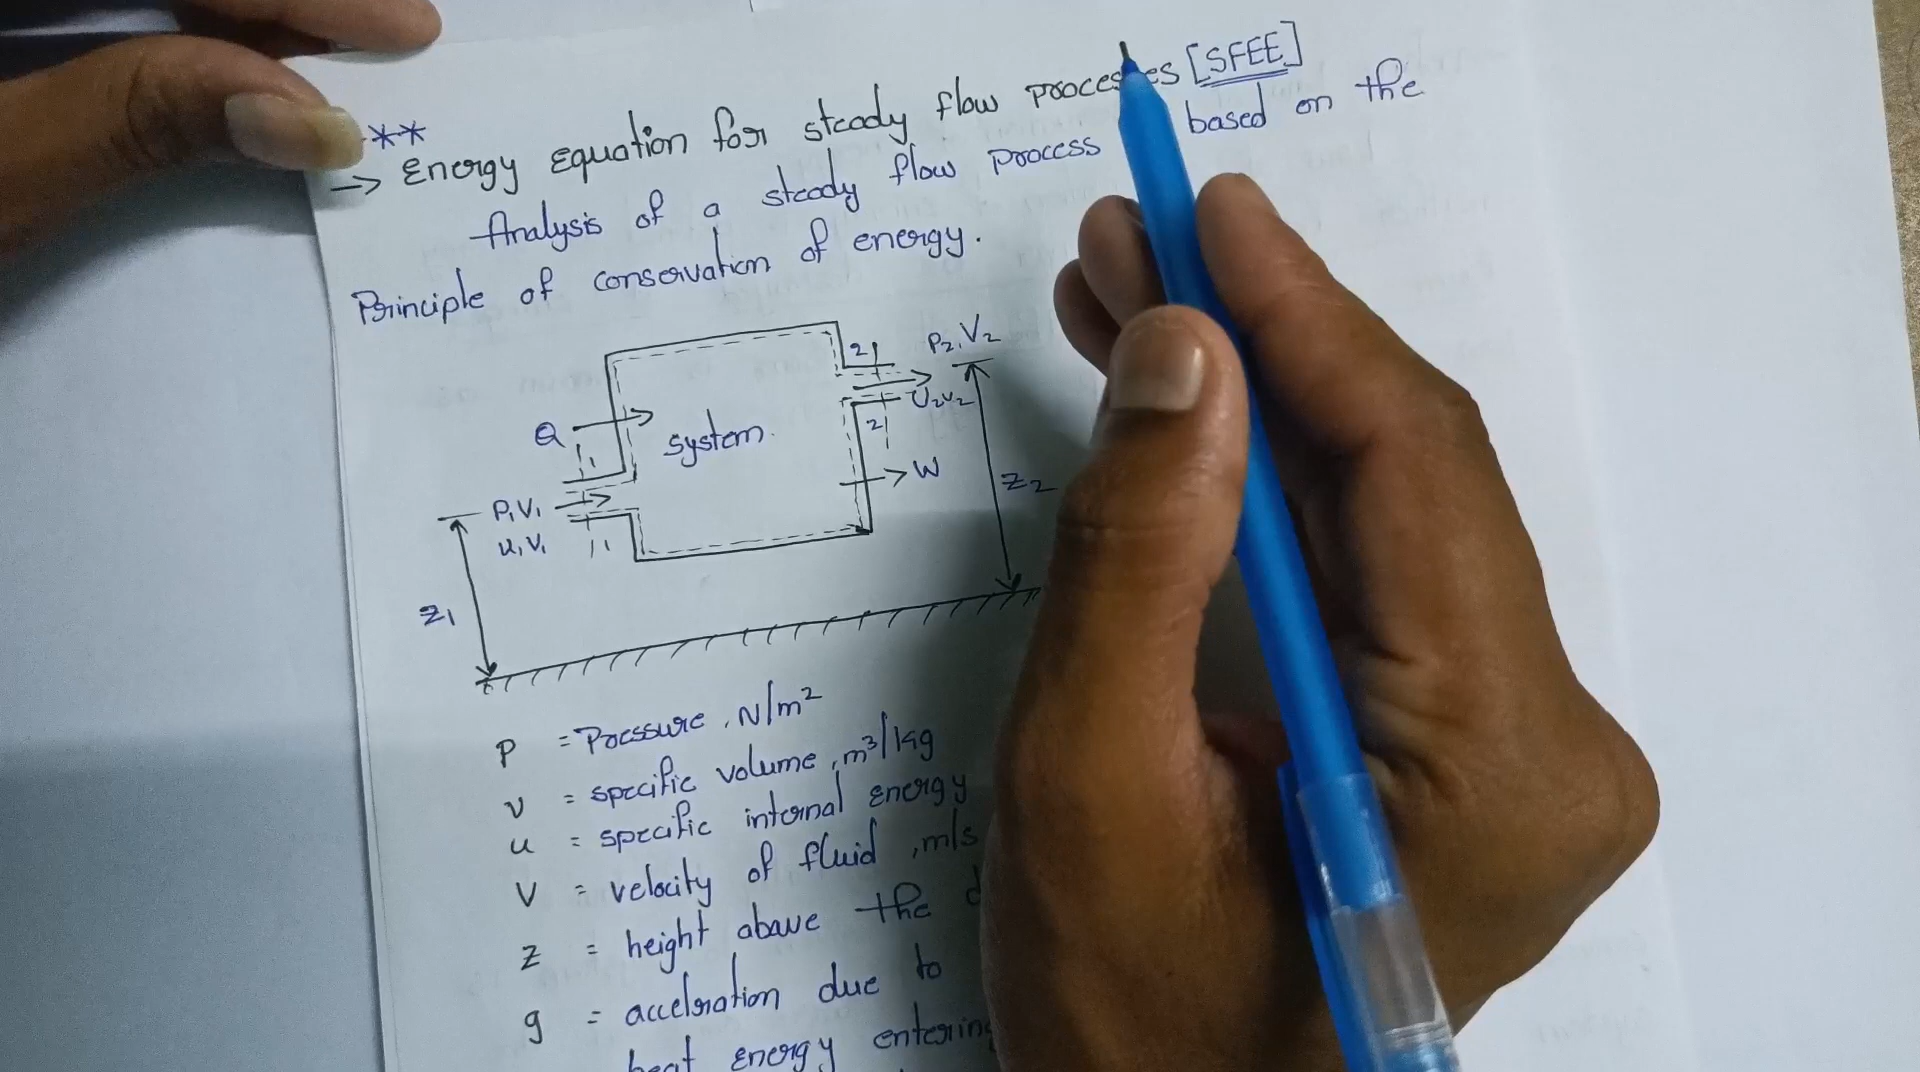 **
→ Energy Equation for steady flow processes [SFEE]
Analysis of a steady flow process based on the
Principle of conservation of energy.
2
P2, V2
U2 v2
2
Q
system.
1
W
Z2
P1 V1
u1 V1
1
Z1
P = Pressure, N/m²
v = specific volume, m³/kg
u = specific internal energy
V = velocity of fluid, m/s
Z = height above the
g = accelration due to
heat energy entering